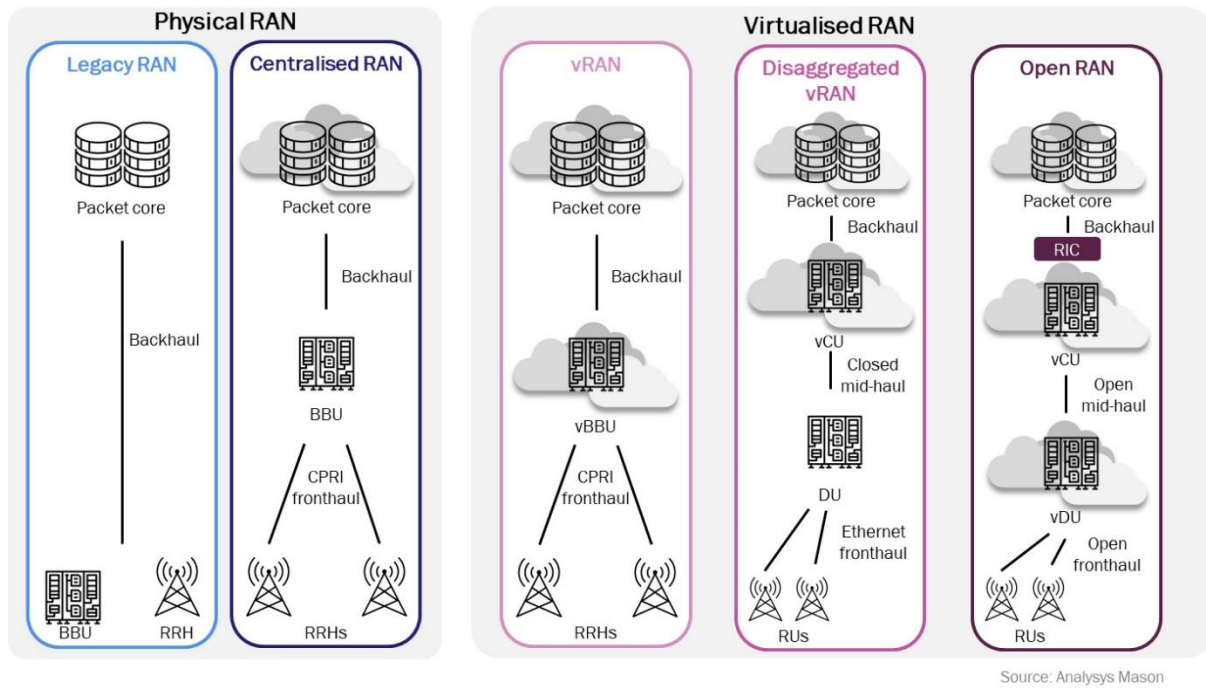 Physical RAN
Legacy RAN
Packet core
Backhaul
BBU
RRH
Centralised RAN
Packet core
Backhaul
BBU
CPRI
fronthaul
RRHs
Virtualised RAN
vRAN
Packet core
Backhaul
vBBU
CPRI
fronthaul
RRHs
Disaggregated
vRAN
Packet core
Backhaul
vCU
Closed
mid-haul
DU
Ethernet
fronthaul
RUs
Open RAN
Packet core
Backhaul
RIC
vCU
Open
mid-haul
vDU
Open
fronthaul
RUs
Source: Analysys Mason